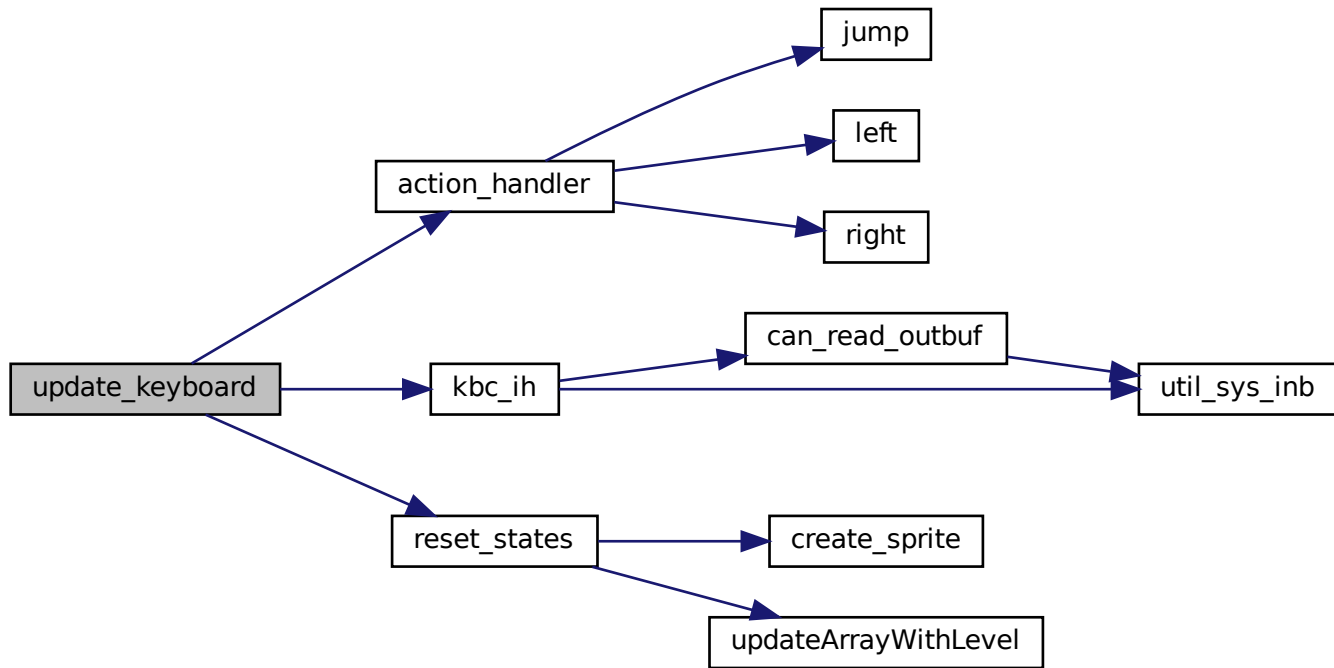 jump
left
action_handler
right
can_read_outbuf
update_keyboard
kbc_ih
util_sys_inb
reset_states
create_sprite
updateArrayWithLevel